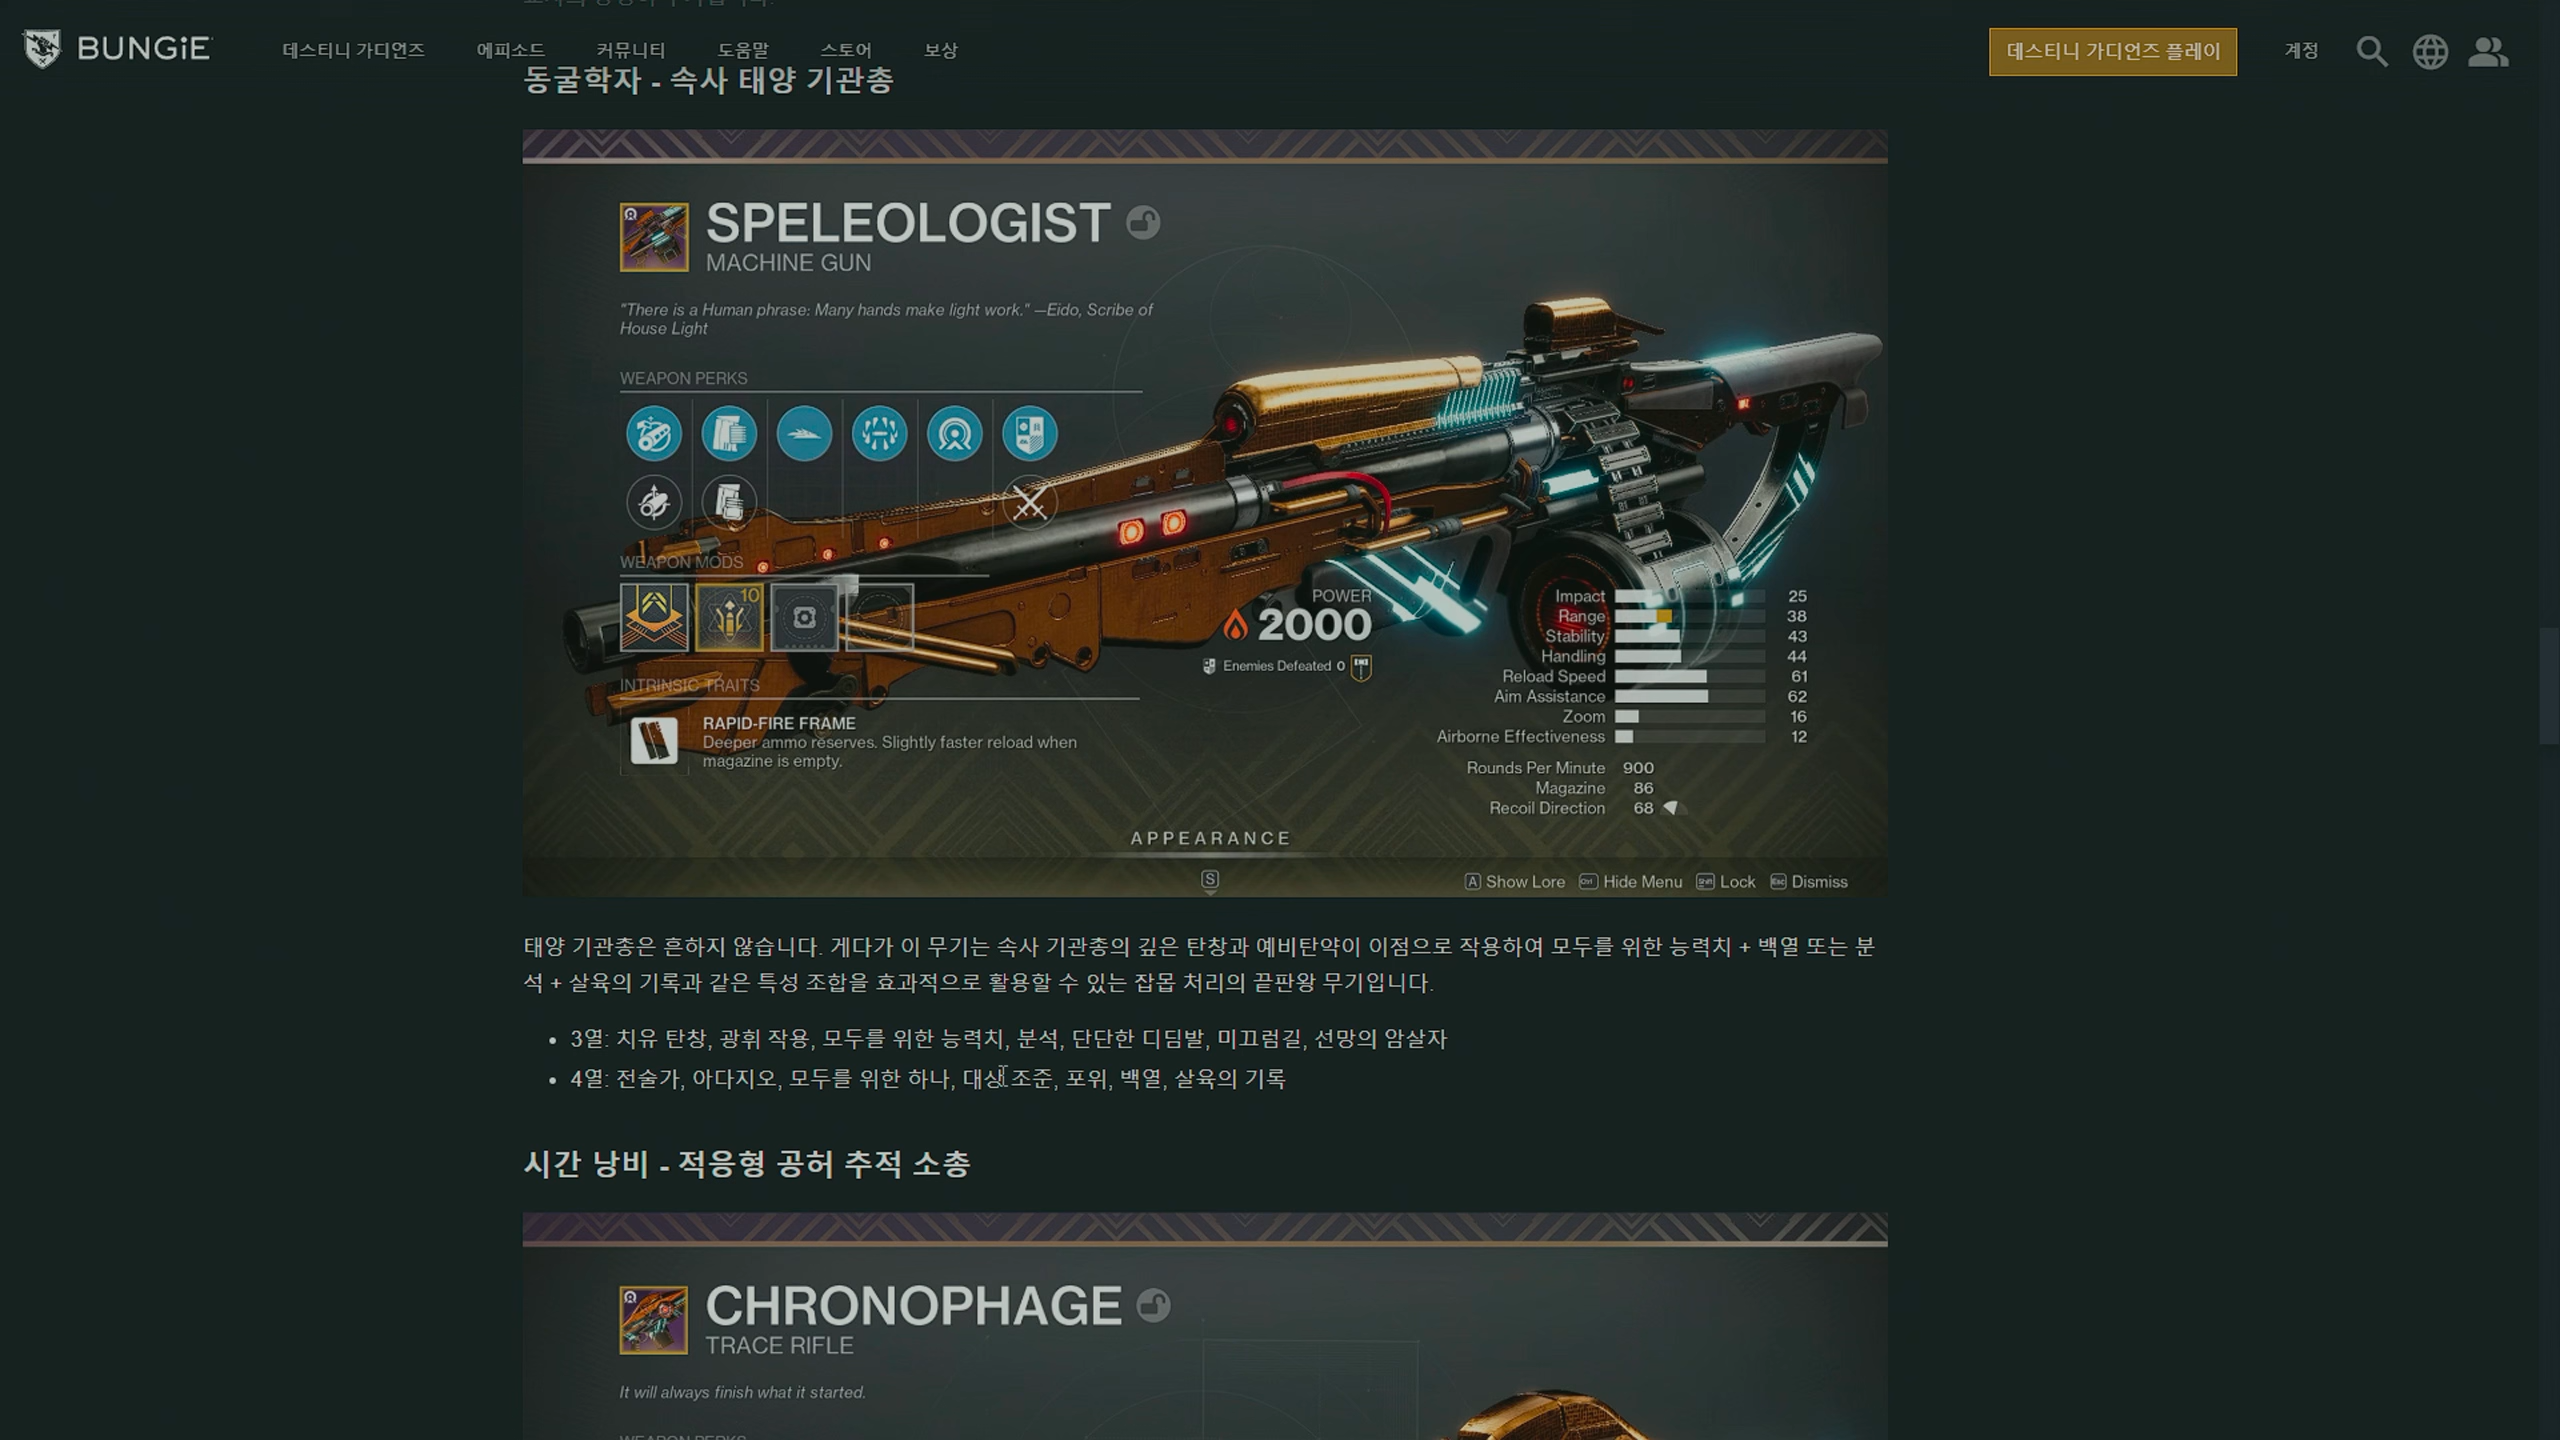 BUNGiE
데스티니 가디언즈
에피소드
커뮤니티
도움말
스토어
보상
데스티니 가디언즈 플레이
계정
동굴학자 - 속사 태양 기관총
SPELEOLOGIST
MACHINE GUN
"There is a Human phrase: Many hands make light work." —Eido, Scribe of
House Light
WEAPON PERKS
WEAPON MODS
10
INTRINSIC TRAITS
RAPID-FIRE FRAME
Deeper ammo reserves. Slightly faster reload when
magazine is empty.
POWER
2000
Enemies Defeated 0
Impact 25
Range 38
Stability 43
Handling 44
Reload Speed 61
Aim Assistance 62
Zoom 16
Airborne Effectiveness 12
Rounds Per Minute 900
Magazine 86
Recoil Direction 68
APPEARANCE
S
A Show Lore Ctrl Hide Menu Shift Lock Esc Dismiss
태양 기관총은 흔하지 않습니다. 게다가 이 무기는 속사 기관총의 깊은 탄창과 예비탄약이 이점으로 작용하여 모두를 위한 능력치 + 백열 또는 분
석 + 살육의 기록과 같은 특성 조합을 효과적으로 활용할 수 있는 잡몹 처리의 끝판왕 무기입니다.
• 3열: 치유 탄창, 광휘 작용, 모두를 위한 능력치, 분석, 단단한 디딤발, 미끄럼길, 선망의 암살자
• 4열: 전술가, 아다지오, 모두를 위한 하나, 대상 조준, 포위, 백열, 살육의 기록
시간 낭비 - 적응형 공허 추적 소총
CHRONOPHAGE
TRACE RIFLE
It will always finish what it started.